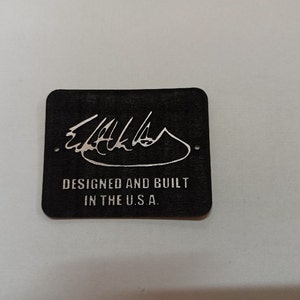 DESIGNED AND BUILT
IN THE U.S.A.